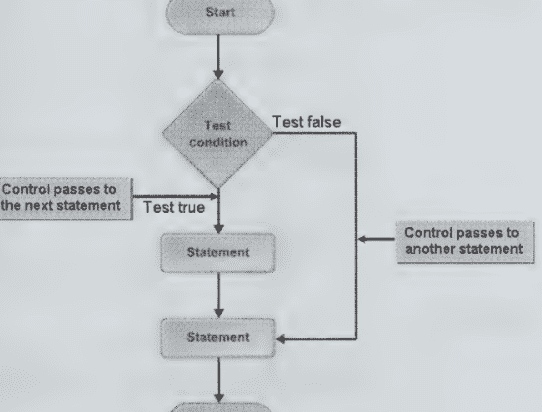 Start
Test
condition
Test false
Control passes to
the next statement
Test true
Statement
Control passes to
another statement
Statement